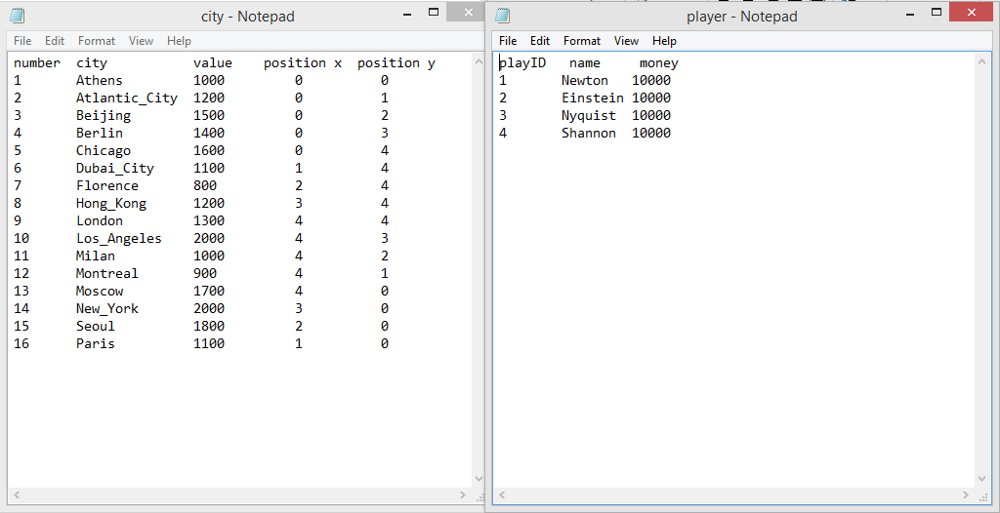 city - Notepad
File Edit Format View Help
number city value position x position y
1 Athens 1000 0 0
2 Atlantic_City 1200 0 1
3 Beijing 1500 0 2
4 Berlin 1400 0 3
5 Chicago 1600 0 4
6 Dubai_City 1100 1 4
7 Florence 800 2 4
8 Hong_Kong 1200 3 4
9 London 1300 4 4
10 Los_Angeles 2000 4 3
11 Milan 1000 4 2
12 Montreal 900 4 1
13 Moscow 1700 4 0
14 New_York 2000 3 0
15 Seoul 1800 2 0
16 Paris 1100 1 0
player - Notepad
File Edit Format View Help
playID name money
1 Newton 10000
2 Einstein 10000
3 Nyquist 10000
4 Shannon 10000